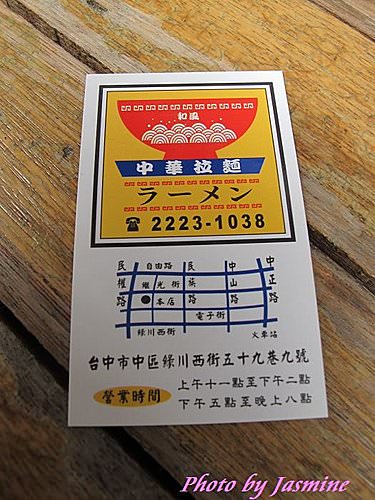 和風
中華拉麵
ラーメン
☎2223-1038
自由路
民權路
繼光街
民族路
中山路
中正路
本店
電子街
綠川西街
火車站
台中市中區綠川西街五十九巷九號
營業時間
上午十一點至下午二點
下午五點至晚上八點
Photo by Jasmine